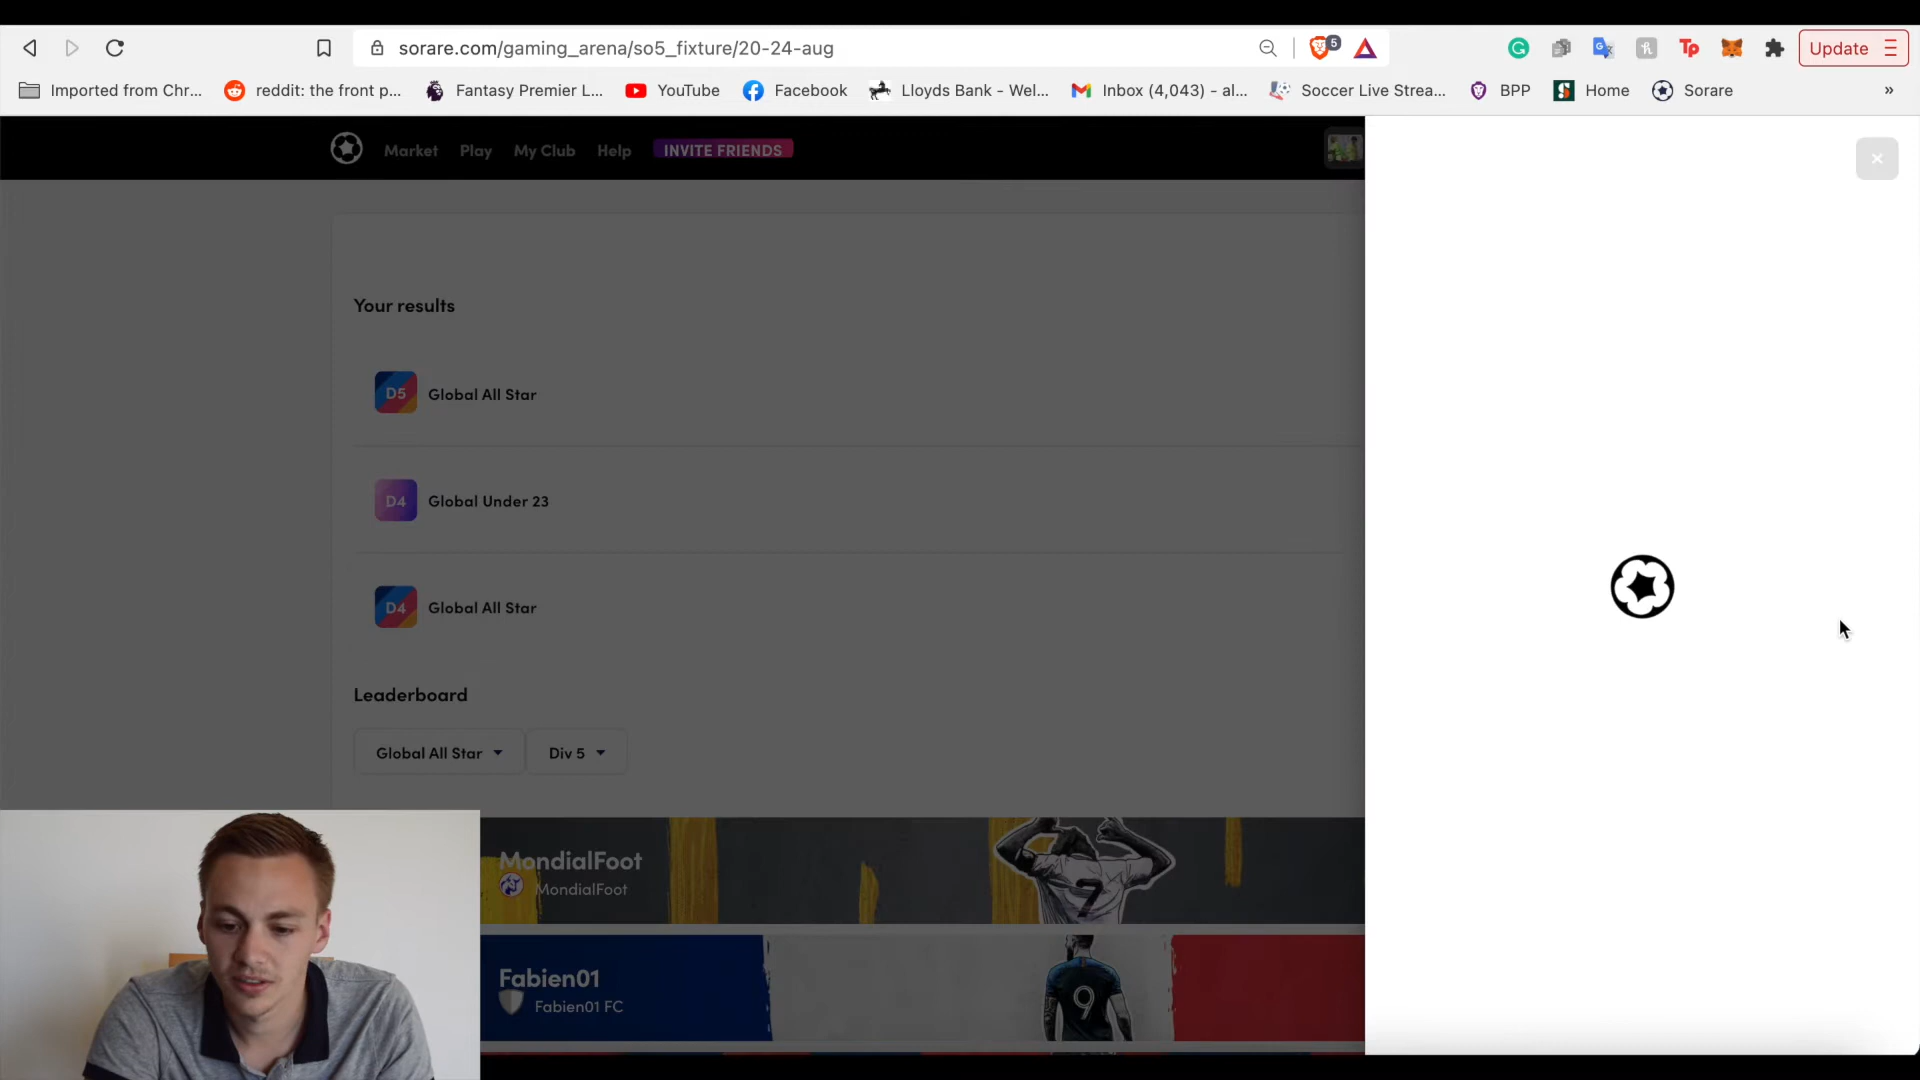 sorare.com/gaming_arena/so5_fixture/20-24-aug
5
Update
Imported from Chr...
reddit: the front p...
Fantasy Premier L...
YouTube
Facebook
Lloyds Bank - Wel...
Inbox (4,043) - al...
Soccer Live Strea...
BPP
Home
Sorare
»
Market
Play
My Club
Help
INVITE FRIENDS
Your results
D5 Global All Star
D4 Global Under 23
D4 Global All Star
Leaderboard
Global All Star
Div 5
MondialFoot
MondialFoot
7
Fabien01
Fabien01 FC
9